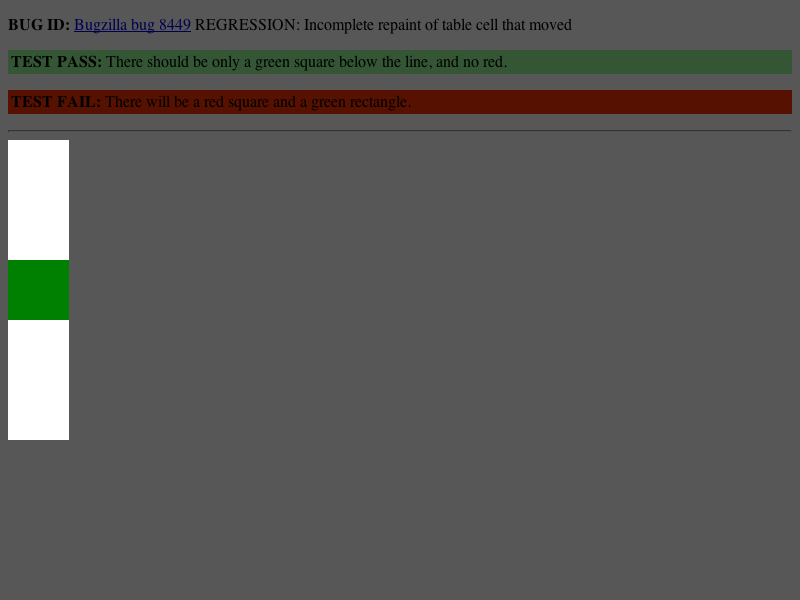 BUG ID: Bugzilla bug 8449 REGRESSION: Incomplete repaint of table cell that moved
TEST PASS: There should be only a green square below the line, and no red.
TEST FAIL: There will be a red square and a green rectangle.